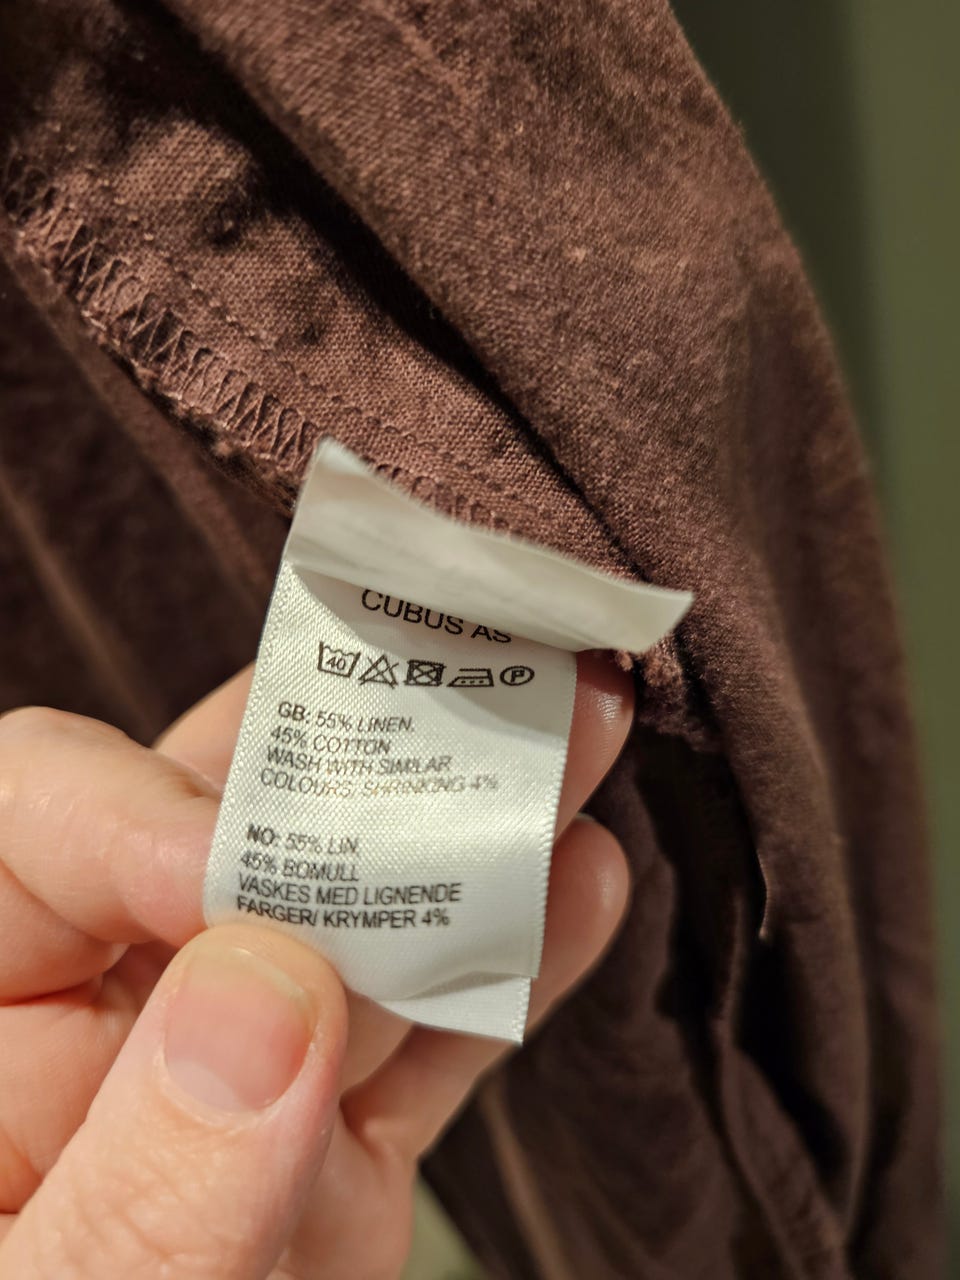 CUBUS AS
40 P
GB: 55% LINEN.
45% COTTON
WASH WITH SIMILAR
COLOURS/ SHRINKING 4%
NO: 55% LIN.
45% BOMULL
VASKES MED LIGNENDE
FARGER/ KRYMPER 4%